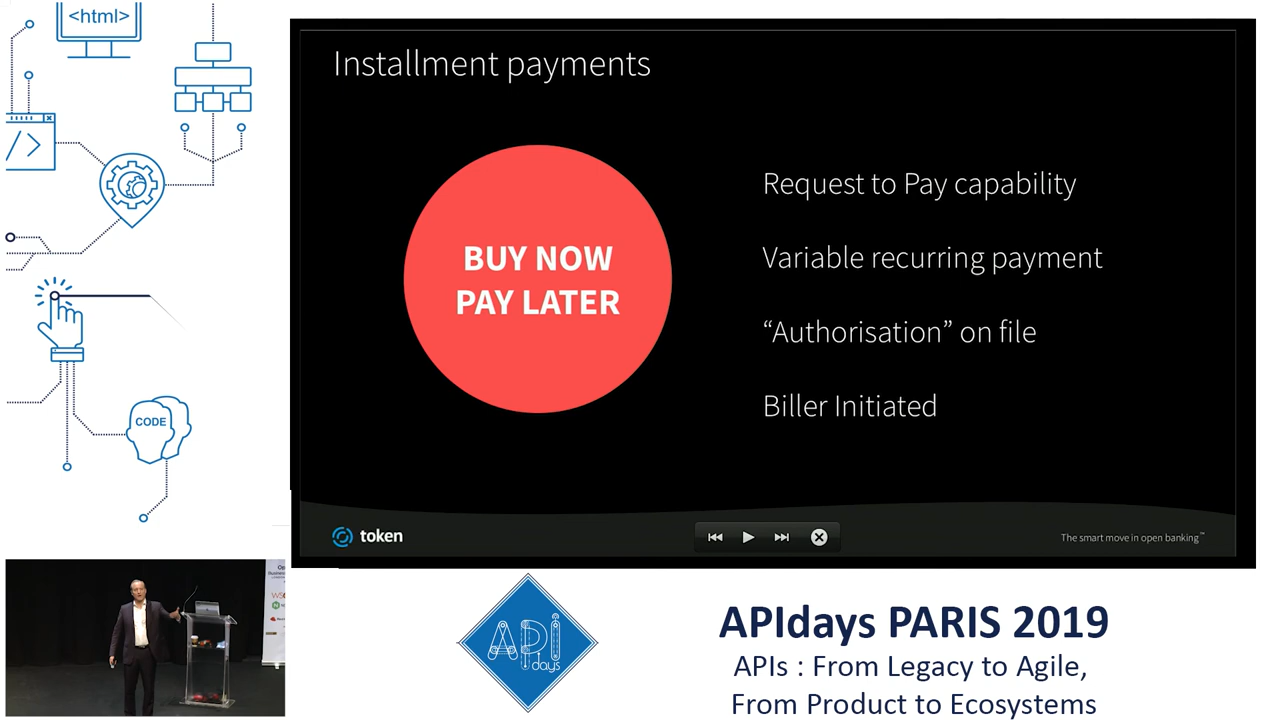 <html>
</>
CODE
Installment payments
BUY NOW
PAY LATER
Request to Pay capability
Variable recurring payment
“Authorisation” on file
Biller Initiated
token
The smart move in open banking™
API
days
APIdays PARIS 2019
APIs : From Legacy to Agile,
From Product to Ecosystems